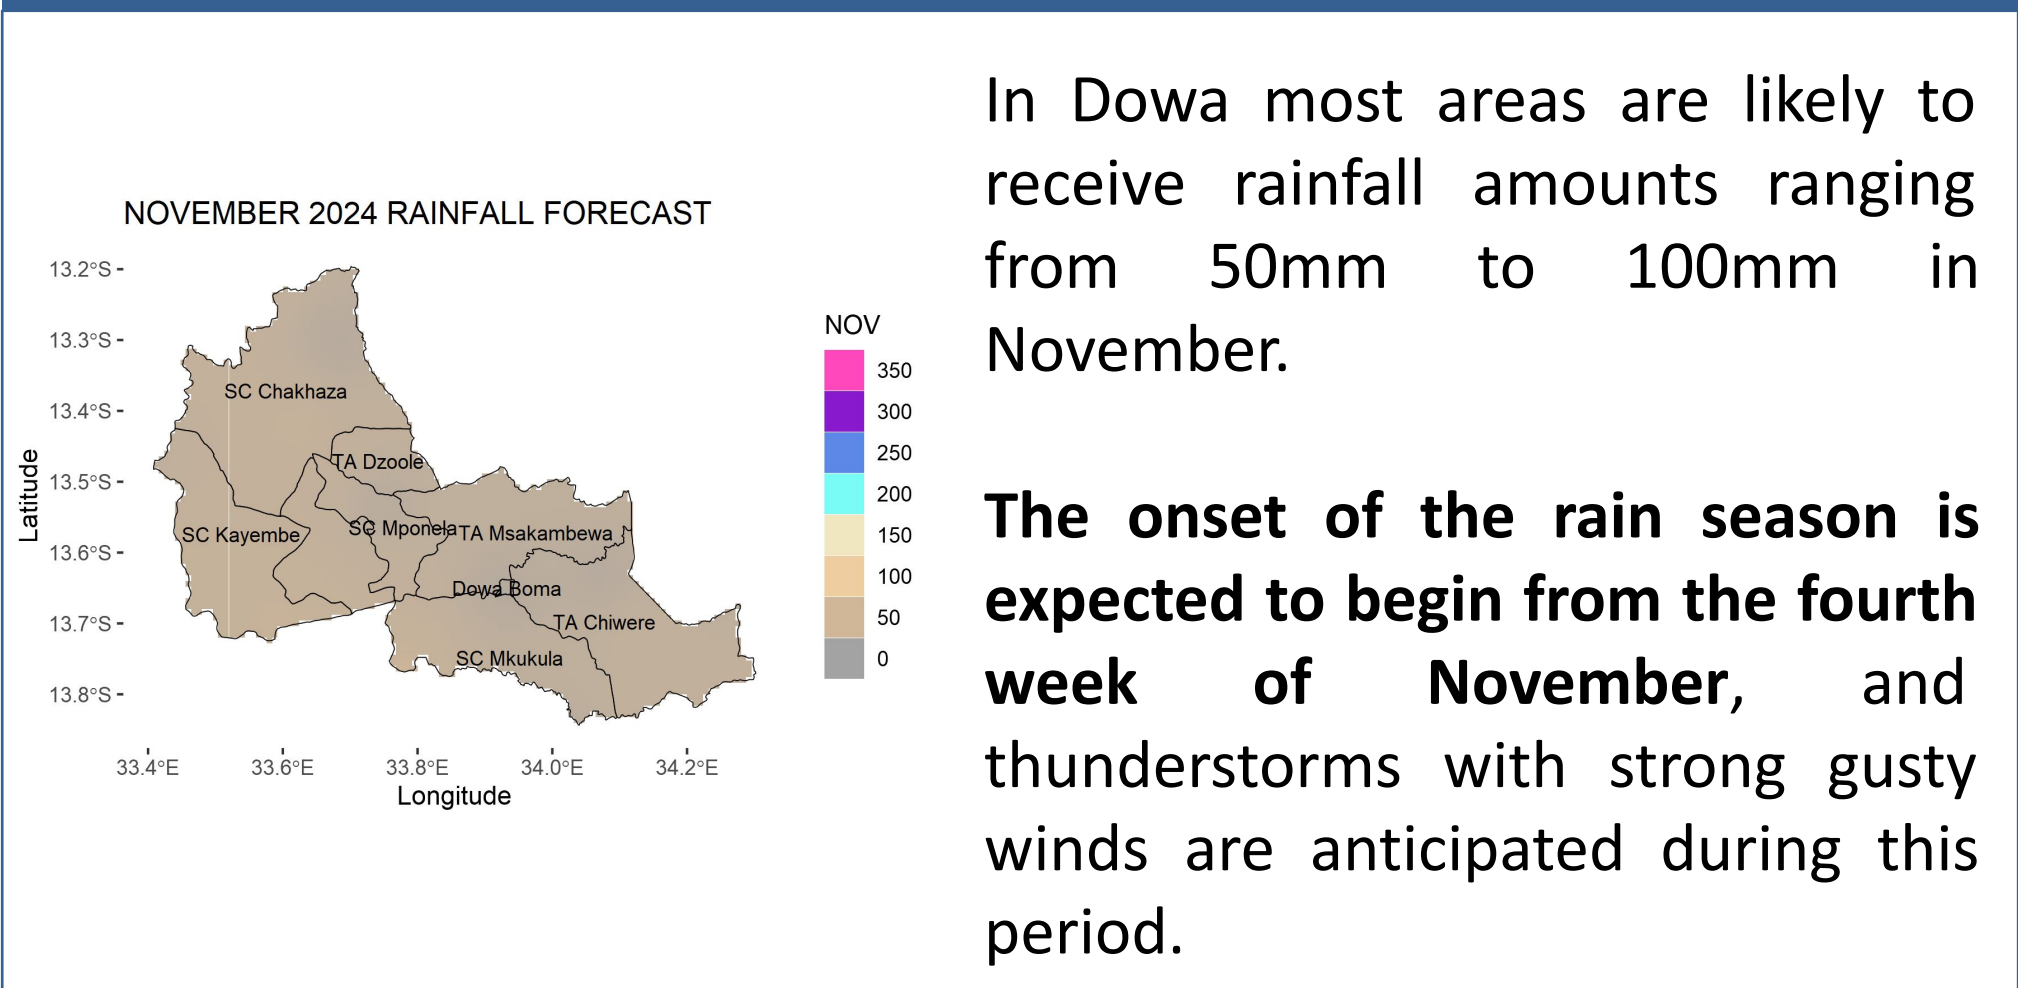 NOVEMBER 2024 RAINFALL FORECAST
13.2°S
13.3°S
13.4°S
13.5°S
13.6°S
13.7°S
13.8°S
Latitude
SC Chakhaza
TA Dzoole
SC Kayembe
SC Mponela
TA Msakambewa
Dowa Boma
TA Chiwere
SC Mkukula
33.4°E 33.6°E 33.8°E 34.0°E 34.2°E
Longitude
NOV
350
300
250
200
150
100
50
0
In Dowa most areas are likely to
receive rainfall amounts ranging
from 50mm to 100mm in
November.
The onset of the rain season is
expected to begin from the fourth
week of November, and
thunderstorms with strong gusty
winds are anticipated during this
period.